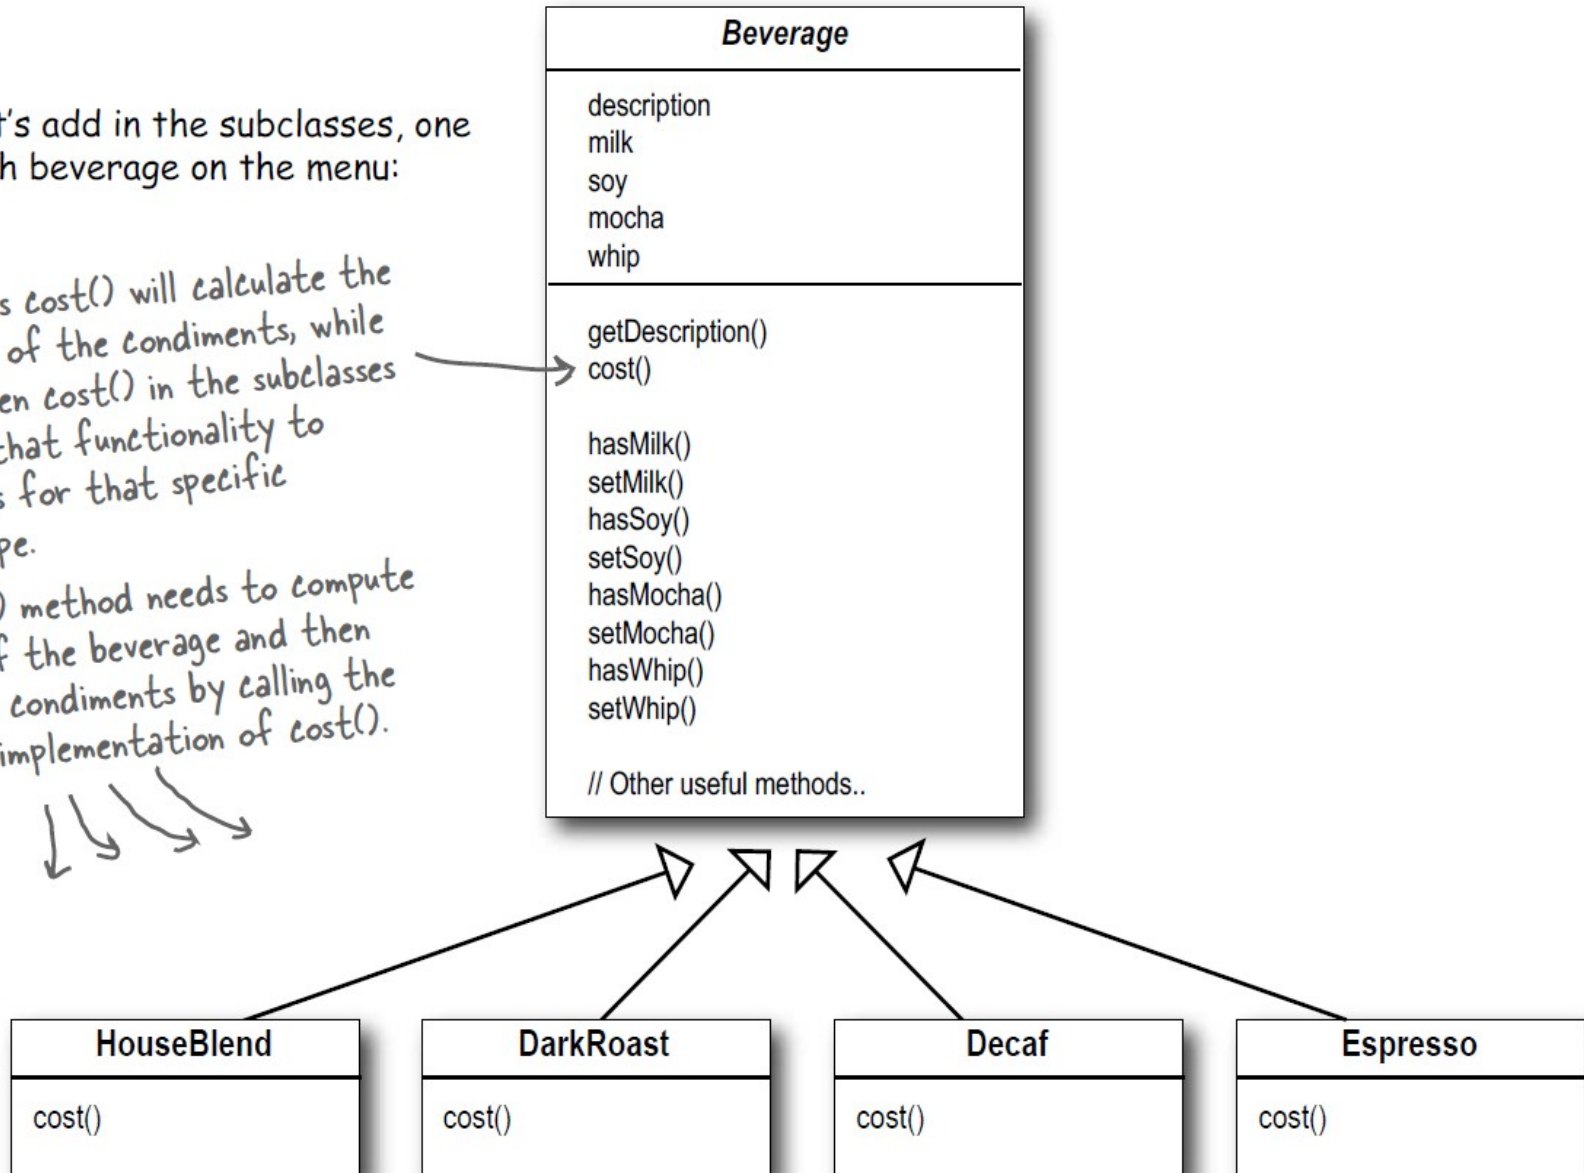 t's add in the subclasses, one
h beverage on the menu:
s cost() will calculate the
of the condiments, while
en cost() in the subclasses
that functionality to
s for that specific
pe.
) method needs to compute
f the beverage and then
condiments by calling the
implementation of cost().
Beverage
description
milk
soy
mocha
whip
getDescription()
cost()
hasMilk()
setMilk()
hasSoy()
setSoy()
hasMocha()
setMocha()
hasWhip()
setWhip()
// Other useful methods..
HouseBlend
cost()
DarkRoast
cost()
Decaf
cost()
Espresso
cost()